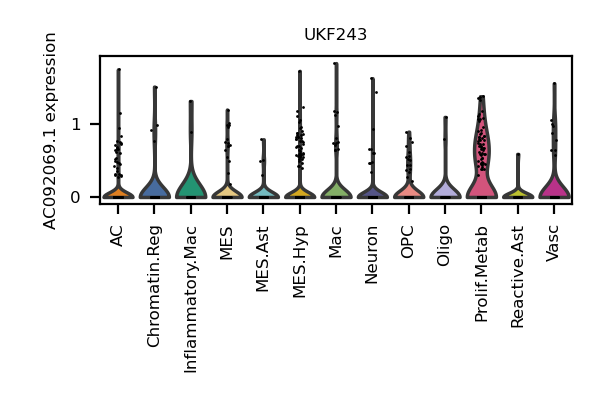 UKF243
AC092069.1 expression
1
0
AC
Chromatin.Reg
Inflammatory.Mac
MES
MES.Ast
MES.Hyp
Mac
Neuron
OPC
Oligo
Prolif.Metab
Reactive.Ast
Vasc